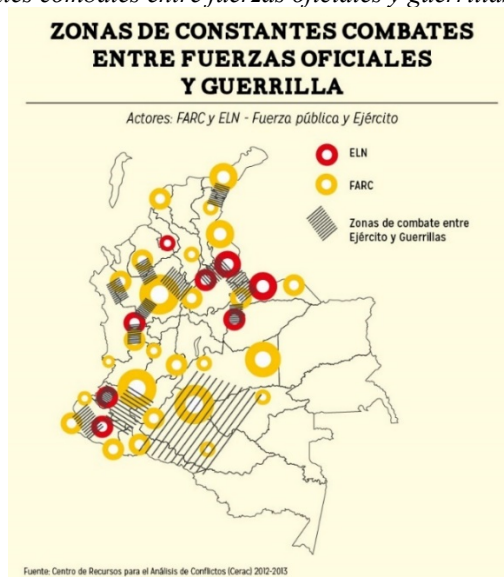 ZONAS DE CONSTANTES COMBATES
ENTRE FUERZAS OFICIALES
Y GUERRILLA
Actores: FARC y ELN - Fuerza pública y Ejército
ELN
FARC
Zonas de combate entre
Ejército y Guerrillas
Fuente: Centro de Recursos para el Análisis de Conflictos (Cerac) 2012-2013